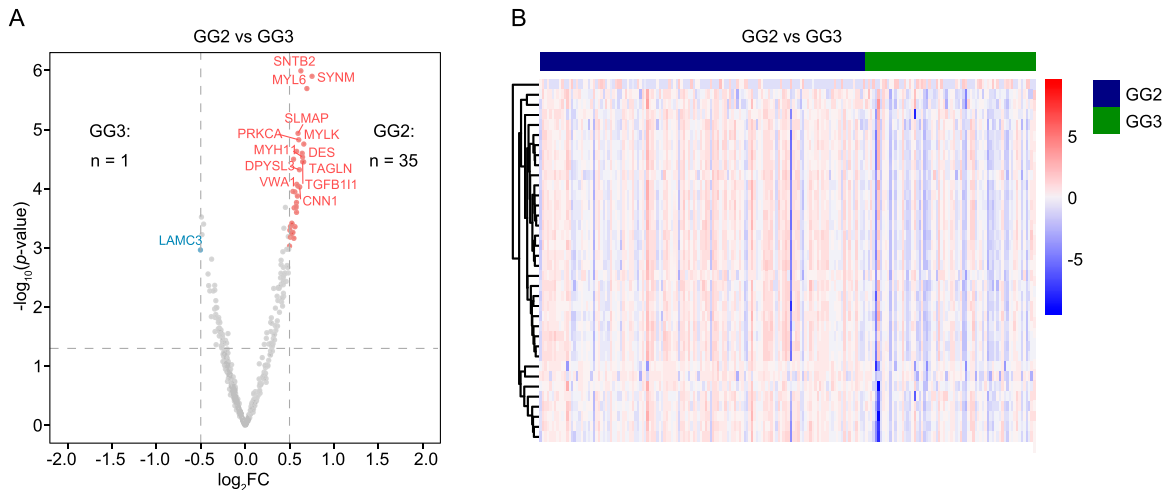 A
GG2 vs GG3
SNTB2
MYL6
SYNM
SLMAP
PRKCA
MYLK
MYH11
DES
DPYSL3
TAGLN
VWA1
TGFB1I1
CNN1
LAMC3
GG3:
n = 1
GG2:
n = 35
6
5
4
3
2
1
0
-log10(p-value)
-2.0 -1.5 -1.0 -0.5 0.0 0.5 1.0 1.5 2.0
log2FC
B
GG2 vs GG3
5
0
-5
GG2
GG3